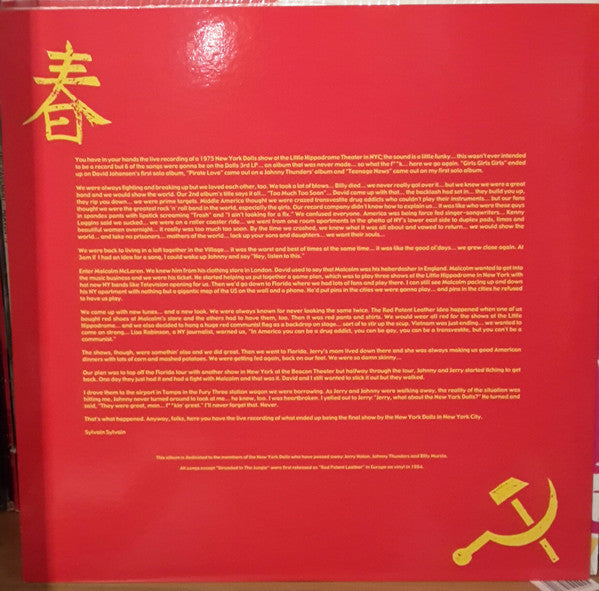 春
You have in your hands the live recording of a 1975 New York Dolls show at the Little Hippodrome Theater in NYC; the sound is a little funky... this wasn't ever intended
to be a record but 6 of the songs were gonna be on the Dolls 3rd LP... an album that was never made... so what the f**k... here we go again. "Girls Girls Girls" ended
up on David Johansen's first solo album, "Pirate Love" came out on a Johnny Thunders' album and "Teenage News" came out on my first solo album.
We were always fighting and breaking up but we loved each other, too. We took a lot of blows... Billy died... we never really got over it... but we knew we were a great
band and we would show the world. Our 2nd album's title says it all... "Too Much Too Soon"... David came up with that... the backlash had set in... they build you up,
they rip you down... we were prime targets. Middle America thought we were crazed transvestite drug addicts who couldn't play their instruments... but our fans
thought we were the greatest rock 'n' roll band in the world, especially the girls. Our record company didn't know how to explain us... it was like who were these guys
in spandex pants with lipstick screaming "Trash" and "I ain't looking for a fix." We confused everyone. America was being force fed singer-songwriters... Kenny
Loggins said we sucked... we were on a roller coaster ride... we went from one room apartments in the ghetto of NY's lower east side to duplex pads, limos and
beautiful women overnight... it really was too much too soon. By the time we crashed, we knew what it was all about and vowed to return... we would show the
world... and take no prisoners... mothers of the world... lock up your sons and daughters... we want their souls...
We were back to living in a loft together in the Village... it was the worst and best of times at the same time... it was like the good ol'days... we grew close again. At
3am if I had an idea for a song, I could wake up Johnny and say "Hey, listen to this."
Enter Malcolm McLaren. We knew him from his clothing store in London. David used to say that Malcolm was his haberdasher in England. Malcolm wanted to get into
the music business and we were his ticket. He started helping us put together a game plan, which was to play three shows at the Little Hippodrome in New York with
hot new NY bands like Television opening for us. Then we'd go down to Florida where we had lots of fans and play there. I can still see Malcolm pacing up and down
his NY apartment with nothing but a gigantic map of the US on the wall and a phone. He'd put pins in the cities we were gonna play... and pins in the cities he refused
to have us play.
We came up with new tunes... and a new look. We were always known for never looking the same twice. The Red Patent Leather idea happened when one of us
bought red shoes at Malcolm's store and the others had to have them, too. Then it was red pants and shirts. We would wear all red for the shows at the Little
Hippodrome... and we also decided to hang a huge red communist flag as a backdrop on stage... sort of to stir up the scup. Vietnam was just ending... we wanted to
come on strong... Lisa Robinson, a NY journalist, warned us, "In America you can be a drug addict, you can be gay, you can be a transvestite, but you can't be a
communist."
The shows, though, were somethin' else and we did great. Then we went to Florida. Jerry's mom lived down there and she was always making us good American
dinners with lots of corn and mashed potatoes. We were getting fed again, back on our feet. We were so damn skinny...
Our plan was to top off the Florida tour with another show in New York at the Beacon Theater but halfway through the tour, Johnny and Jerry started itching to get
back. One day they just had it and had a fight with Malcolm and that was it. David and I still wanted to stick it out but they walked.
I drove them to the airport in Tampa in the Fury Three station wagon we were borrowing. As Jerry and Johnny were walking away, the reality of the situation was
hitting me. Johnny never turned around to look at me... he knew, too. I was heartbroken. I yelled out to Jerry: "Jerry, what about the New York Dolls?" He turned and
said, "They were great, man... f**kin' great." I'll never forget that. Never.
That's what happened. Anyway, folks, here you have the live recording of what ended up being the final show by the New York Dolls in New York City.
Sylvain Sylvain
This album is dedicated to the members of the New York Dolls who have passed away Jerry Nolan, Johnny Thunders and Billy Murcia.
All songs except "Stranded In The Jungle" were first released as "Red Patent Leather" in Europe on vinyl in 1984.